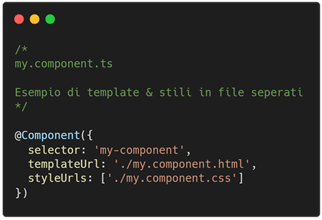 /*
my.component.ts
Esempio di template & stili in file seperati
*/
@Component({
selector: 'my-component',
templateUrl: './my.component.html',
styleUrls: ['./my.component.css']
})